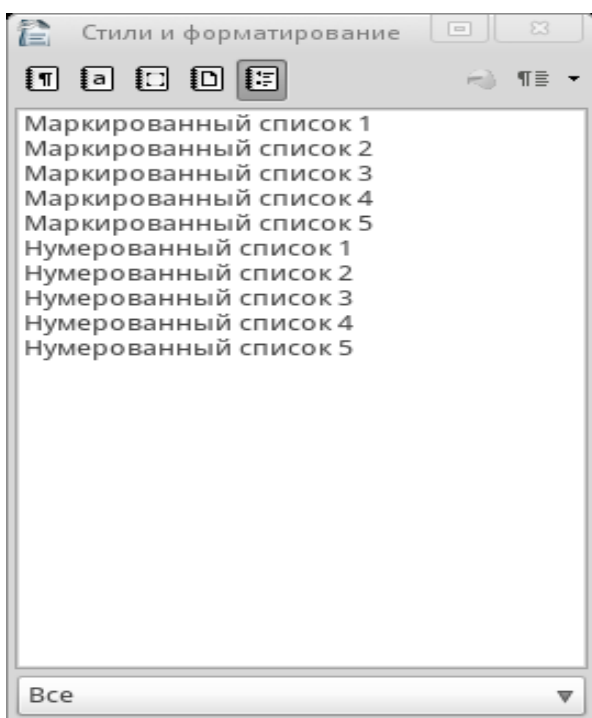 Стили и форматирование
Маркированный список 1
Маркированный список 2
Маркированный список 3
Маркированный список 4
Маркированный список 5
Нумерованный список 1
Нумерованный список 2
Нумерованный список 3
Нумерованный список 4
Нумерованный список 5
Все